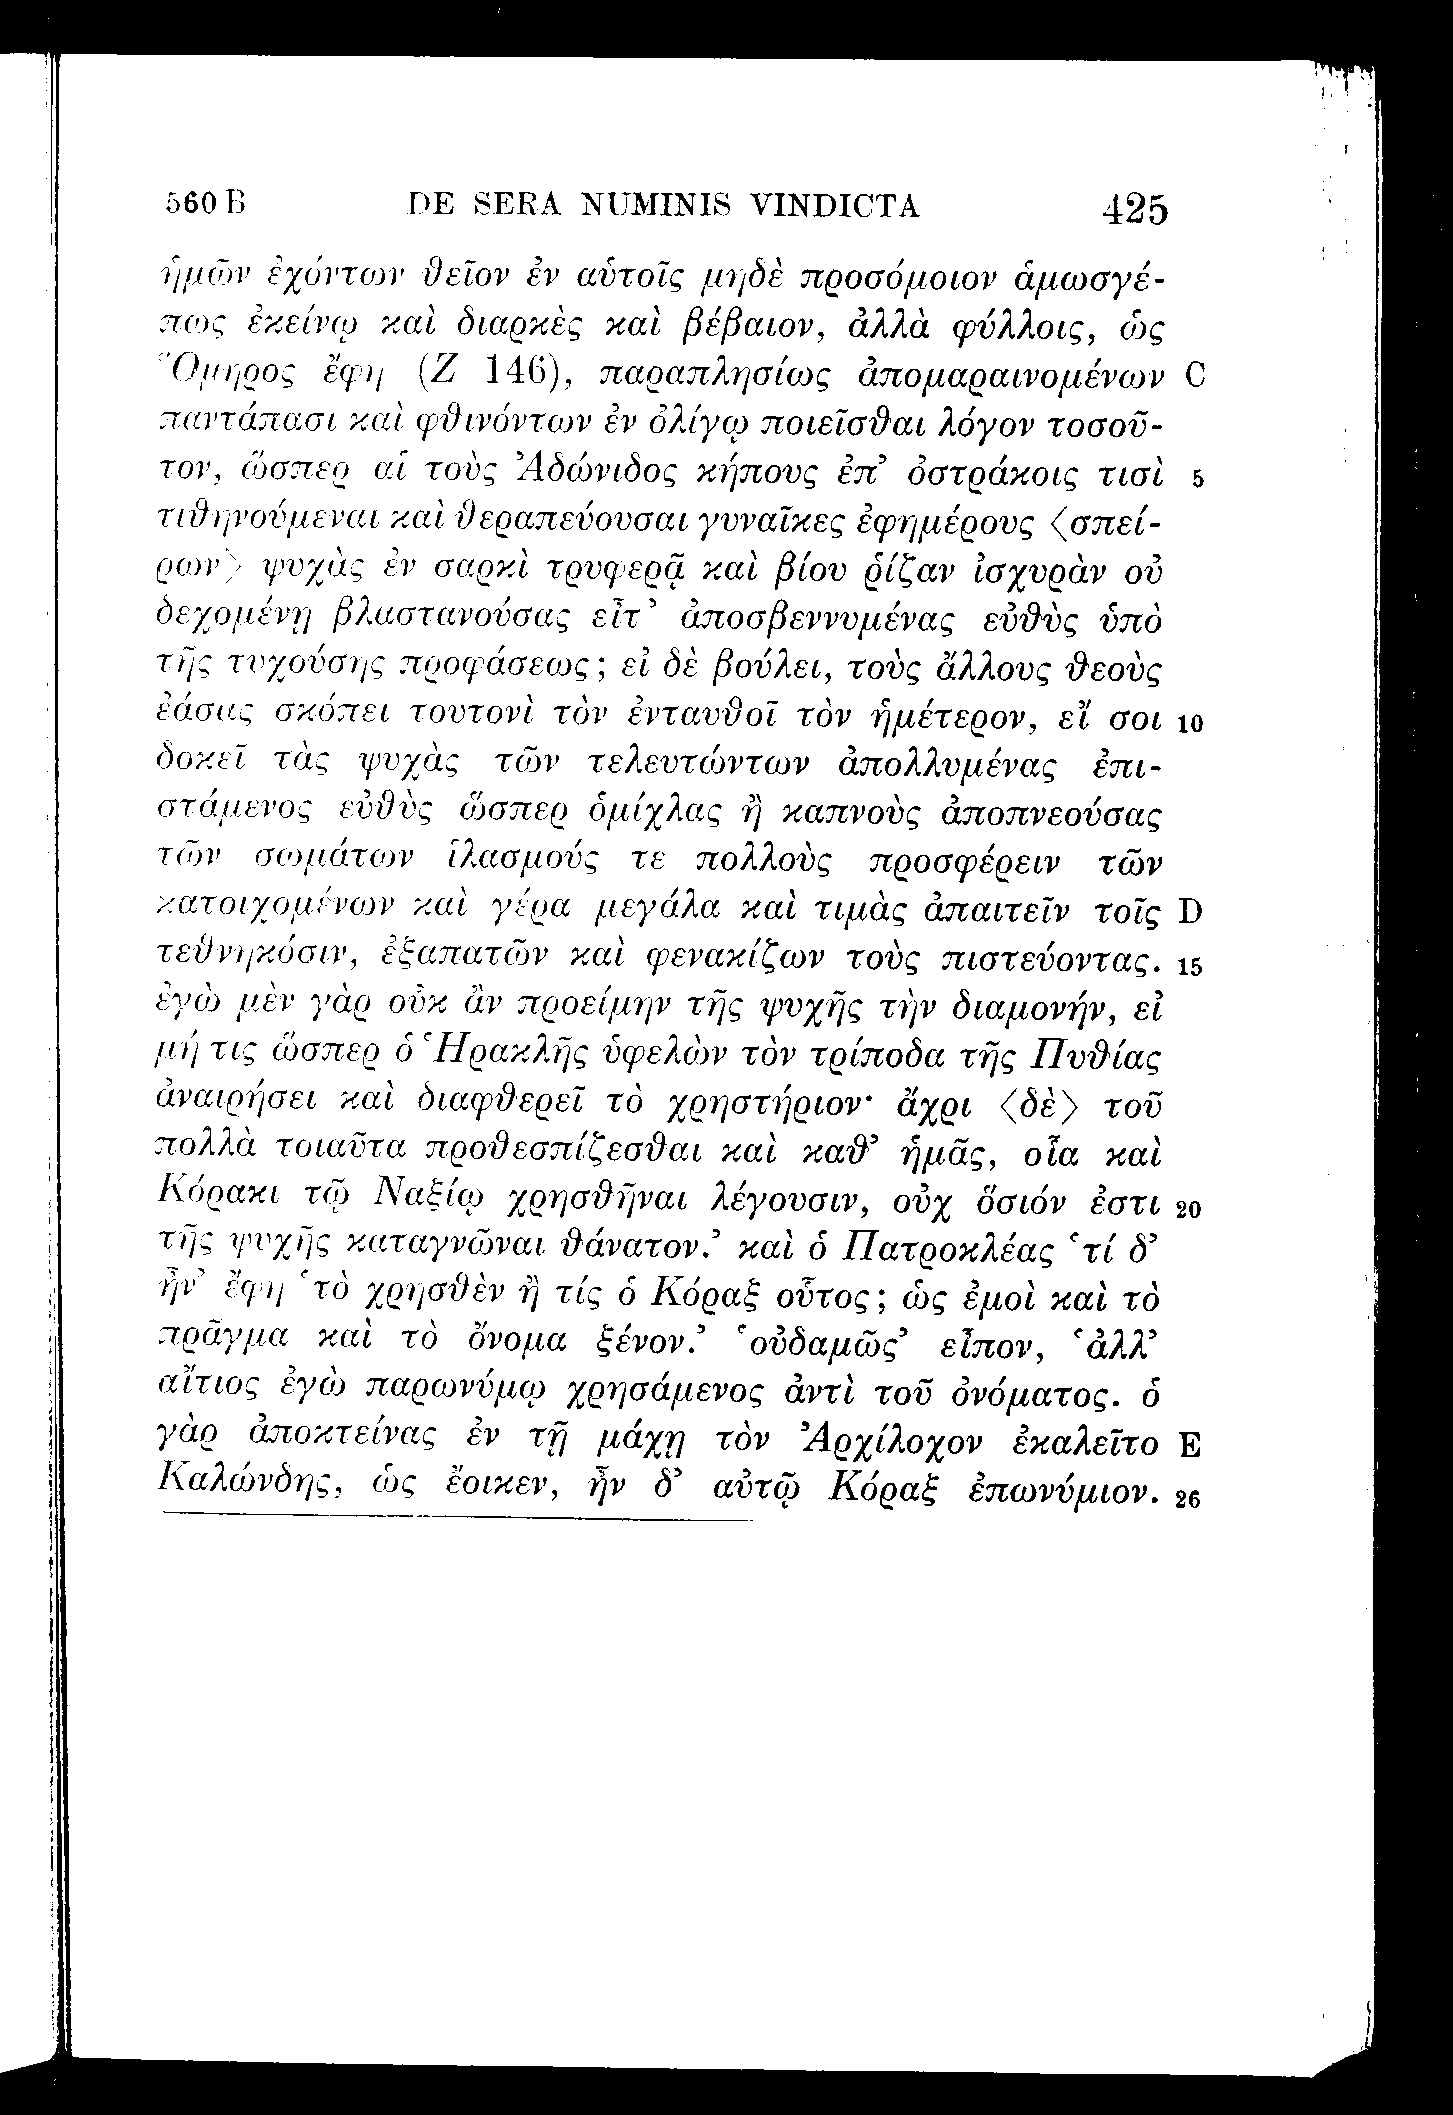 560 B DE SERA NUMINIS VINDICTA 425
ἡμῶν ἐχόντων θεῖον ἐν αὑτοῖς μηδὲ προσόμοιον ἁμωσγέ-
πως ἐκείνῳ καὶ διαρκὲς καὶ βέβαιον, ἀλλὰ φύλλοις, ὡς
Ὅμηρος ἔφη (Ζ 146), παραπλησίως ἀπομαραινομένων C
παντάπασι καὶ φθινόντων ἐν ὀλίγῳ ποιεῖσθαι λόγον τοσοῦ-
τον, ὥσπερ αἱ τοὺς Ἀδώνιδος κήπους ἐπ’ ὀστράκοις τισὶ 5
τιθηνούμεναι καὶ θεραπεύουσαι γυναῖκες ἐφημέρους 〈σπεί-
ρων〉 ψυχὰς ἐν σαρκὶ τρυφερᾷ καὶ βίου ῥίζαν ἰσχυρὰν οὐ
δεχομένῃ βλαστανούσας εἶτ’ ἀποσβεννυμένας εὐθὺς ὑπὸ
τῆς τυχούσης προφάσεως; εἰ δὲ βούλει, τοὺς ἄλλους θεοὺς
ἐάσας σκόπει τουτονὶ τὸν ἐνταυθοῖ τὸν ἡμέτερον, εἴ σοι 10
δοκεῖ τὰς ψυχὰς τῶν τελευτώντων ἀπολλυμένας ἐπι-
στάμενος εὐθὺς ὥσπερ ὁμίχλας ἢ καπνοὺς ἀποπνεούσας
τῶν σωμάτων ἱλασμούς τε πολλοὺς προσφέρειν τῶν
κατοιχομένων καὶ γέρα μεγάλα καὶ τιμὰς ἀπαιτεῖν τοῖς D
τεθνηκόσιν, ἐξαπατῶν καὶ φενακίζων τοὺς πιστεύοντας. 15
ἐγὼ μὲν γὰρ οὐκ ἂν προείμην τῆς ψυχῆς τὴν διαμονήν, εἰ
μή τις ὥσπερ ὁ Ἡρακλῆς ὑφελὼν τὸν τρίποδα τῆς Πυθίας
ἀναιρήσει καὶ διαφθερεῖ τὸ χρηστήριον· ἄχρι 〈δὲ〉 τοῦ
πολλὰ τοιαῦτα προθεσπίζεσθαι καὶ καθ’ ἡμᾶς, οἷα καὶ
Κόρακι τῷ Ναξίῳ χρησθῆναι λέγουσιν, οὐχ ὅσιόν ἐστι 20
τῆς ψυχῆς καταγνῶναι θάνατον.’ καὶ ὁ Πατροκλέας ‘τί δ’
ἦν’ ἔφη ‘τὸ χρησθὲν ἢ τίς ὁ Κόραξ οὗτος; ὡς ἐμοὶ καὶ τὸ
πρᾶγμα καὶ τὸ ὄνομα ξένον.’ ‘οὐδαμῶς’ εἶπον, ‘ἀλλ’
αἴτιος ἐγὼ παρωνύμῳ χρησάμενος ἀντὶ τοῦ ὀνόματος. ὁ
γὰρ ἀποκτείνας ἐν τῇ μάχῃ τὸν Ἀρχίλοχον ἐκαλεῖτο E
Καλώνδης, ὡς ἔοικεν, ἦν δ’ αὐτῷ Κόραξ ἐπωνύμιον. 26